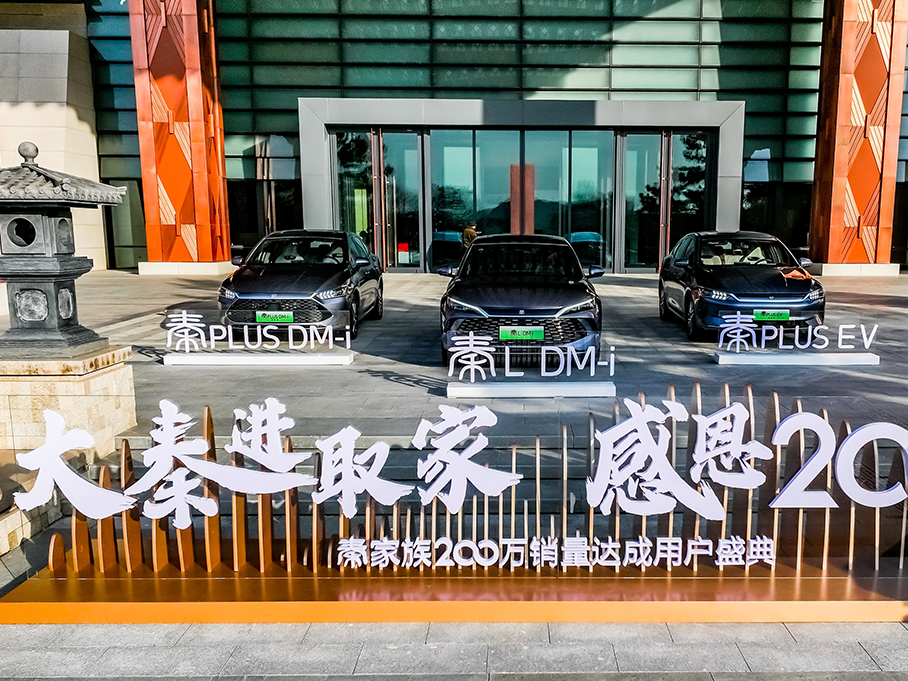 秦PLUS DM-i
秦L DM-i
秦PLUS EV
大秦进取家 感恩200
秦家族200万销量达成用户盛典